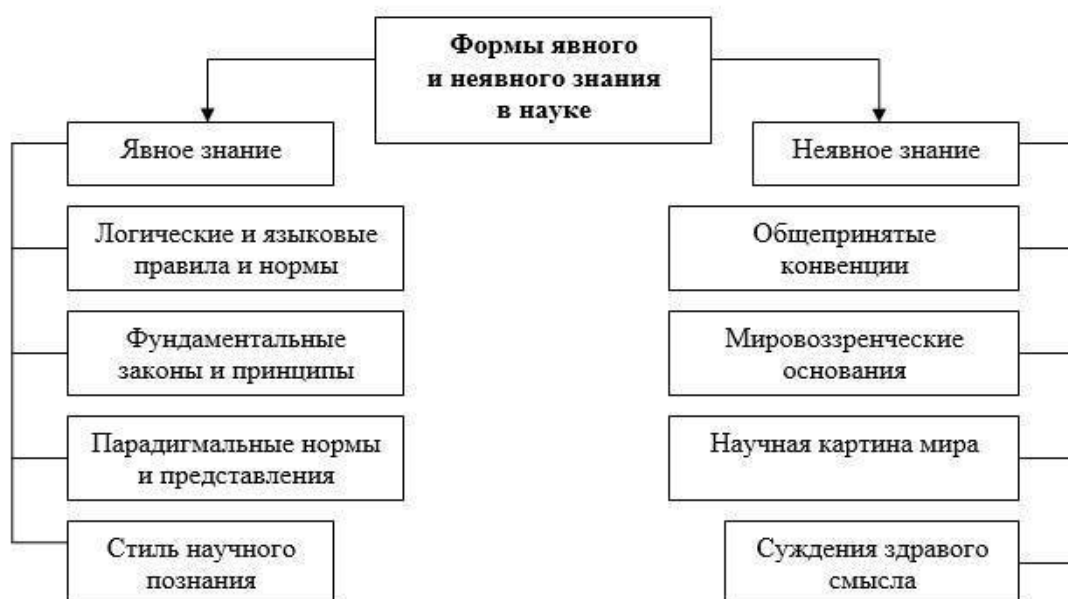 Формы явного
и неявного знания
в науке
Явное знание
Неявное знание
Логические и языковые
правила и нормы
Общепринятые
конвенции
Фундаментальные
законы и принципы
Мировоззренческие
основания
Парадигмальные нормы
и представления
Научная картина мира
Стиль научного
познания
Суждения здравого
смысла